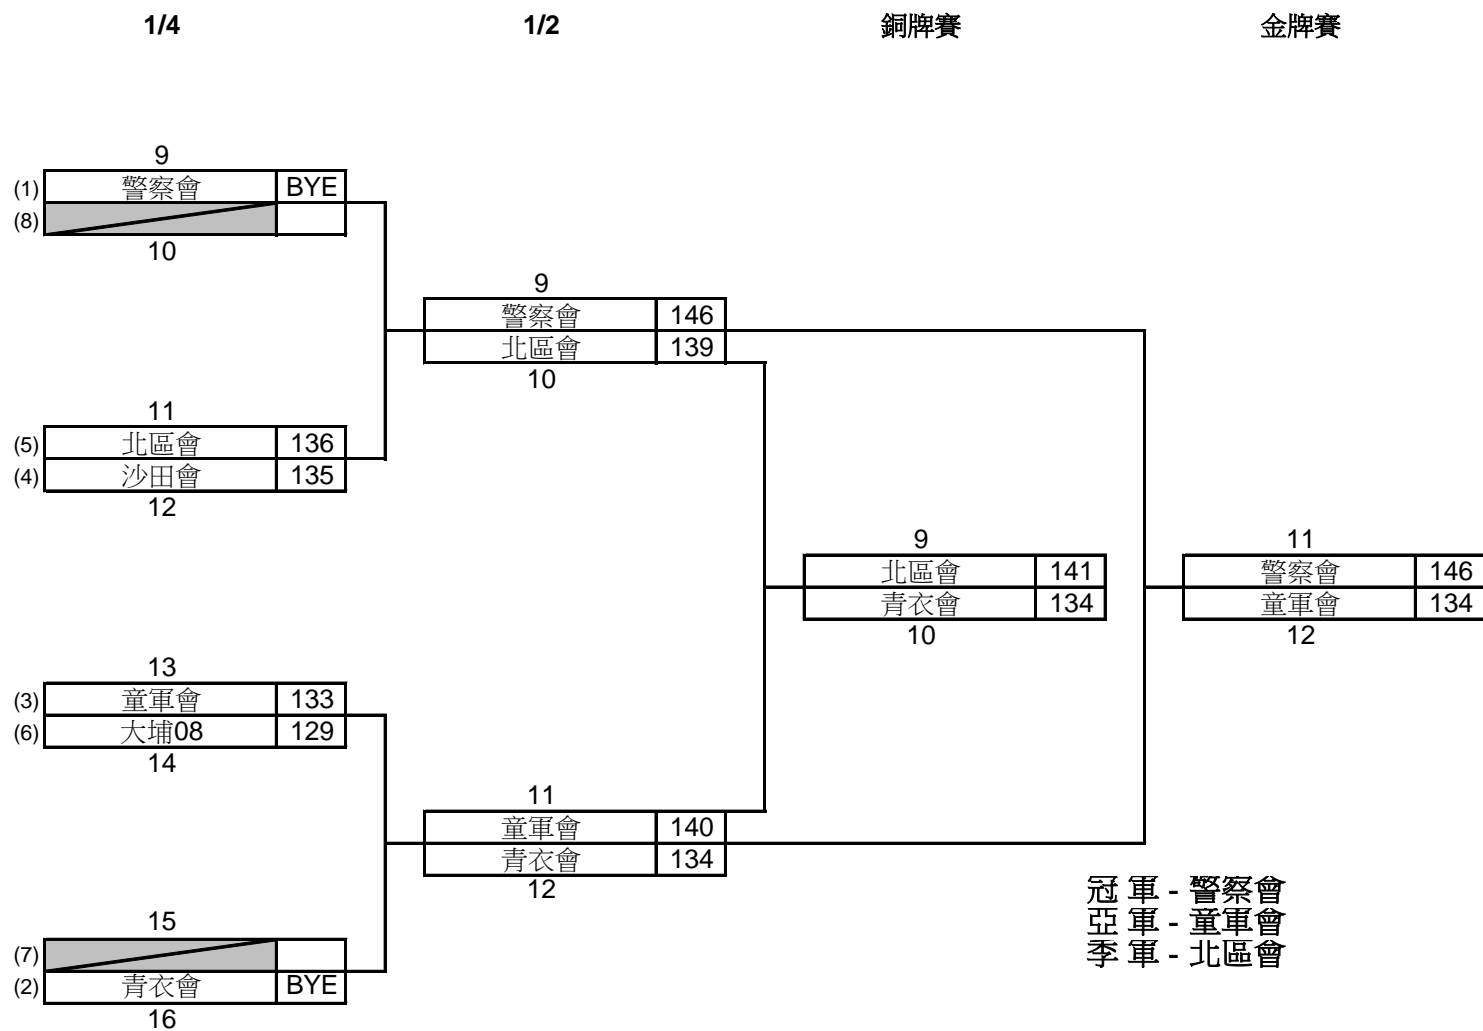 1/4 1/2 銅牌賽 金牌賽
9
(1) 警察會 BYE
(8)
10
9
警察會 146
北區會 139
10
11
(5) 北區會 136
(4) 沙田會 135
12
9
北區會 141
青衣會 134
10
11
警察會 146
童軍會 134
12
13
(3) 童軍會 133
(6) 大埔08 129
14
11
童軍會 140
青衣會 134
12
冠 軍 - 警察會
亞 軍 - 童軍會
季 軍 - 北區會
15
(7)
(2) 青衣會 BYE
16